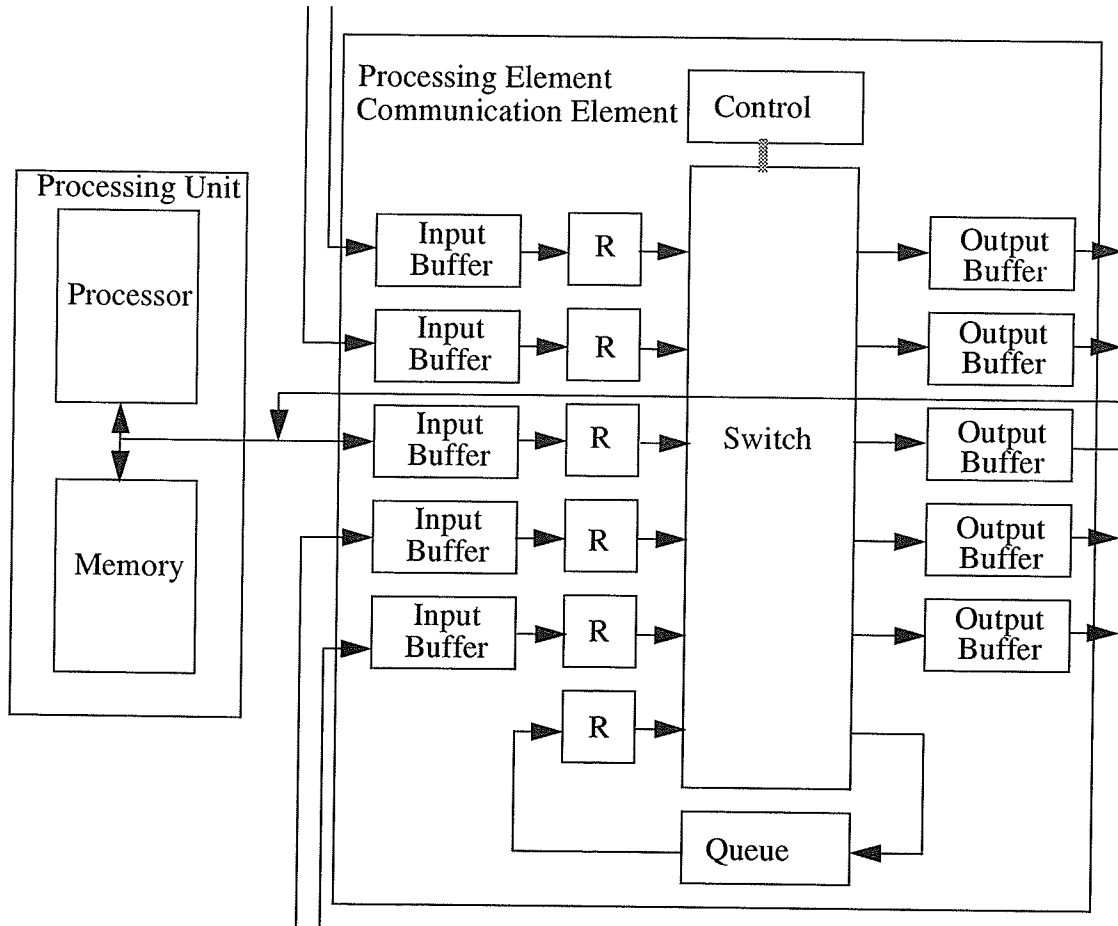 Processing Element
Communication Element
Control
Processing Unit
Processor
Memory
Input
Buffer
R
Output
Buffer
Input
Buffer
R
Output
Buffer
Input
Buffer
R
Switch
Output
Buffer
Input
Buffer
R
Output
Buffer
Input
Buffer
R
Output
Buffer
R
Queue